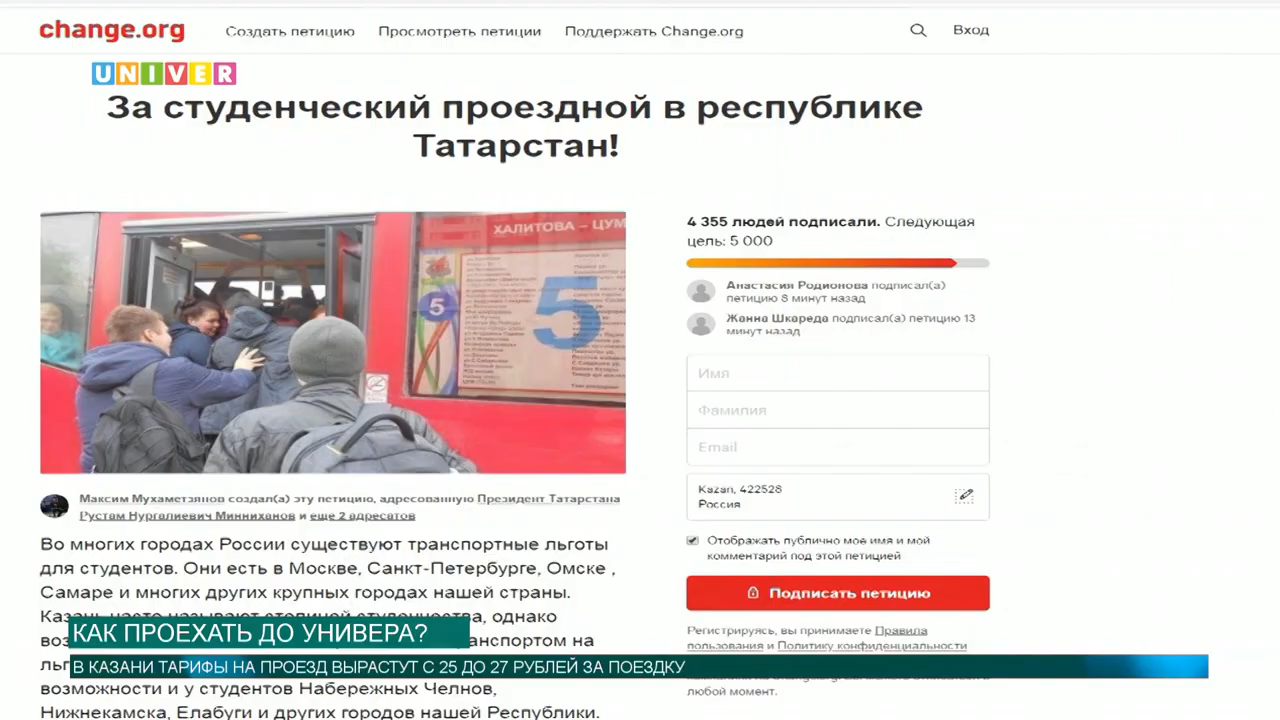 change.org
Создать петицию
Просмотреть петиции
Поддержать Change.org
Вход
UNIVER
За студенческий проездной в республике
Татарстан!
ХАЛИТОВА – ЦУМ
5
5
4 355 людей подписали. Следующая
цель: 5 000
Анастасия Родионова подписал(а)
петицию 8 минут назад
Жанна Шкареда подписал(а) петицию 13
минут назад
Имя
Фамилия
Email
Kazan, 422528
Россия
Отображать публично мое имя и мой
комментарий под этой петицией
Подписать петицию
Регистрируясь, вы принимаете Правила
пользования и Политику конфиденциальности
любой момент.
Максим Мухаметзянов создал(а) эту петицию, адресованную Президент Татарстана
Рустам Нургалиевич Минниханов и еще 2 адресатов
Во многих городах России существуют транспортные льготы
для студентов. Они есть в Москве, Санкт-Петербурге, Омске ,
Самаре и многих других крупных городах нашей страны.
однако
на
возможности и у студентов Набережных Челнов,
Нижнекамска, Елабуги и других городов нашей Республики.
КАК ПРОЕХАТЬ ДО УНИВЕРА?
В КАЗАНИ ТАРИФЫ НА ПРОЕЗД ВЫРАСТУТ С 25 ДО 27 РУБЛЕЙ ЗА ПОЕЗДКУ